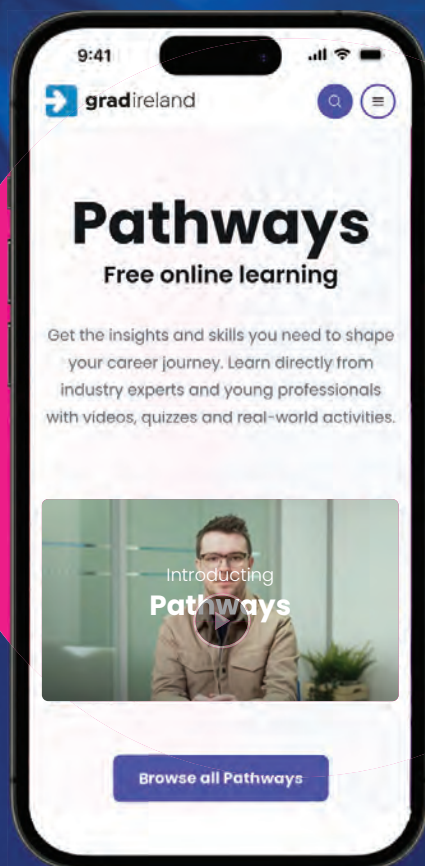 9:41
gradireland
Pathways
Free online learning
Get the insights and skills you need to shape
your career journey. Learn directly from
industry experts and young professionals
with videos, quizzes and real-world activities.
Introducting
Pathways
Browse all Pathways